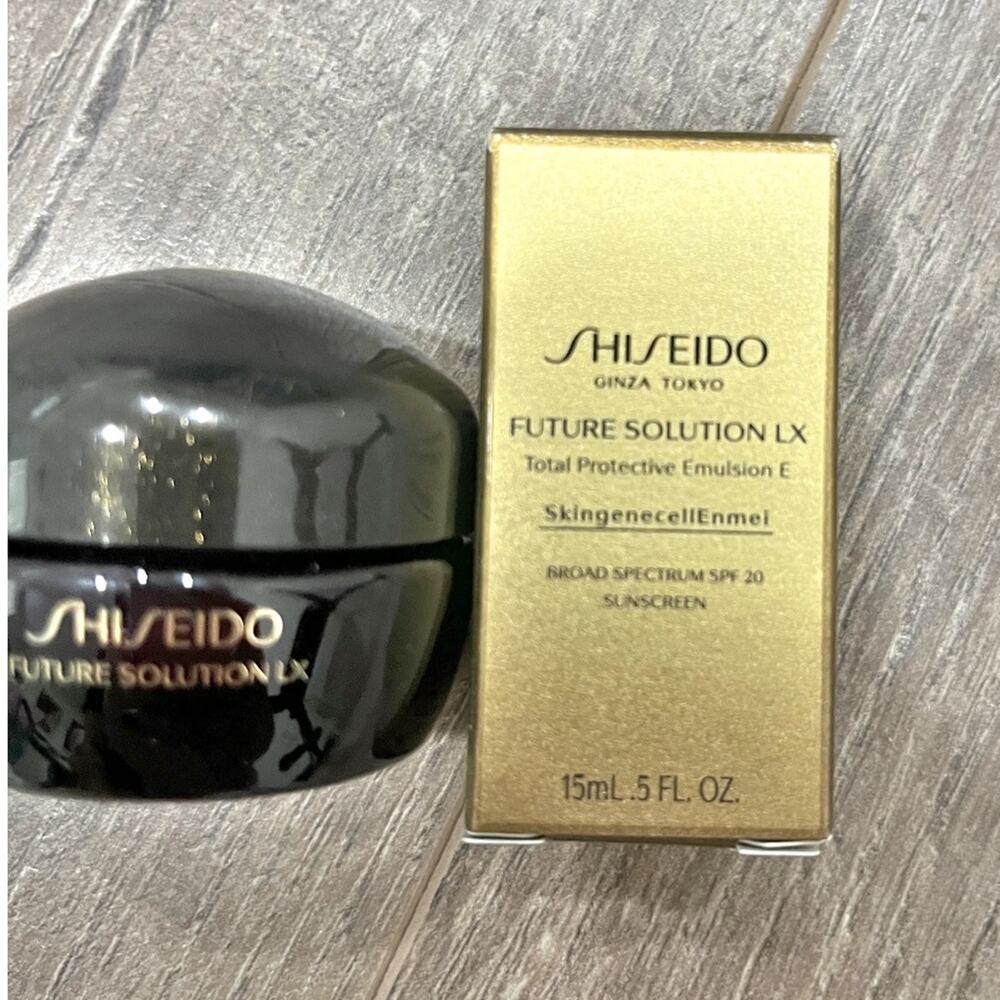 SHISEIDO
FUTURE SOLUTION LX
SHISEIDO
GINZA TOKYO
FUTURE SOLUTION LX
Total Protective Emulsion E
SkingenecellEnmei
BROAD SPECTRUM SPF 20
SUNSCREEN
15mL .5 FL. OZ.